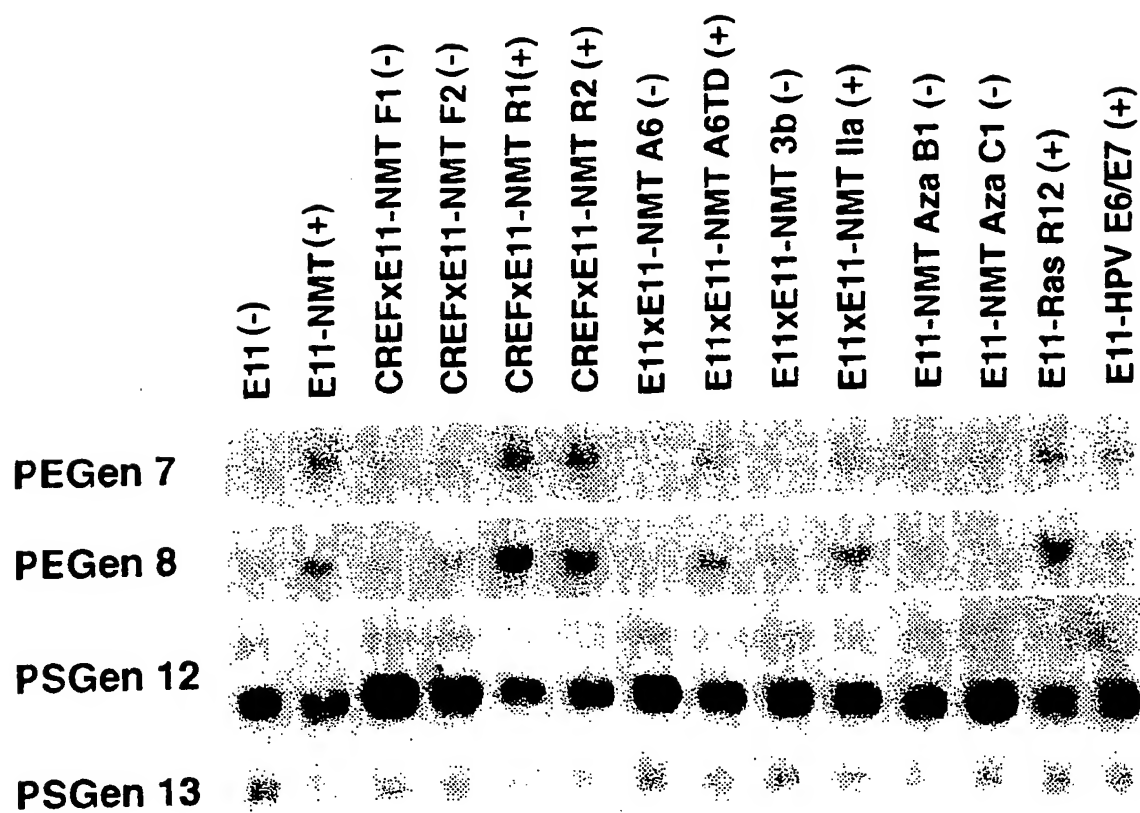 E11 (-)
E11-NMT (+)
CREFxE11-NMT F1 (-)
CREFxE11-NMT F2 (-)
CREFxE11-NMT R1(+)
CREFxE11-NMT R2 (+)
E11xE11-NMT A6 (-)
E11xE11-NMT A6TD (+)
E11xE11-NMT 3b (-)
E11xE11-NMT IIa (+)
E11-NMT Aza B1 (-)
E11-NMT Aza C1 (-)
E11-Ras R12 (+)
E11-HPV E6/E7 (+)
PEGen 7
PEGen 8
PSGen 12
PSGen 13